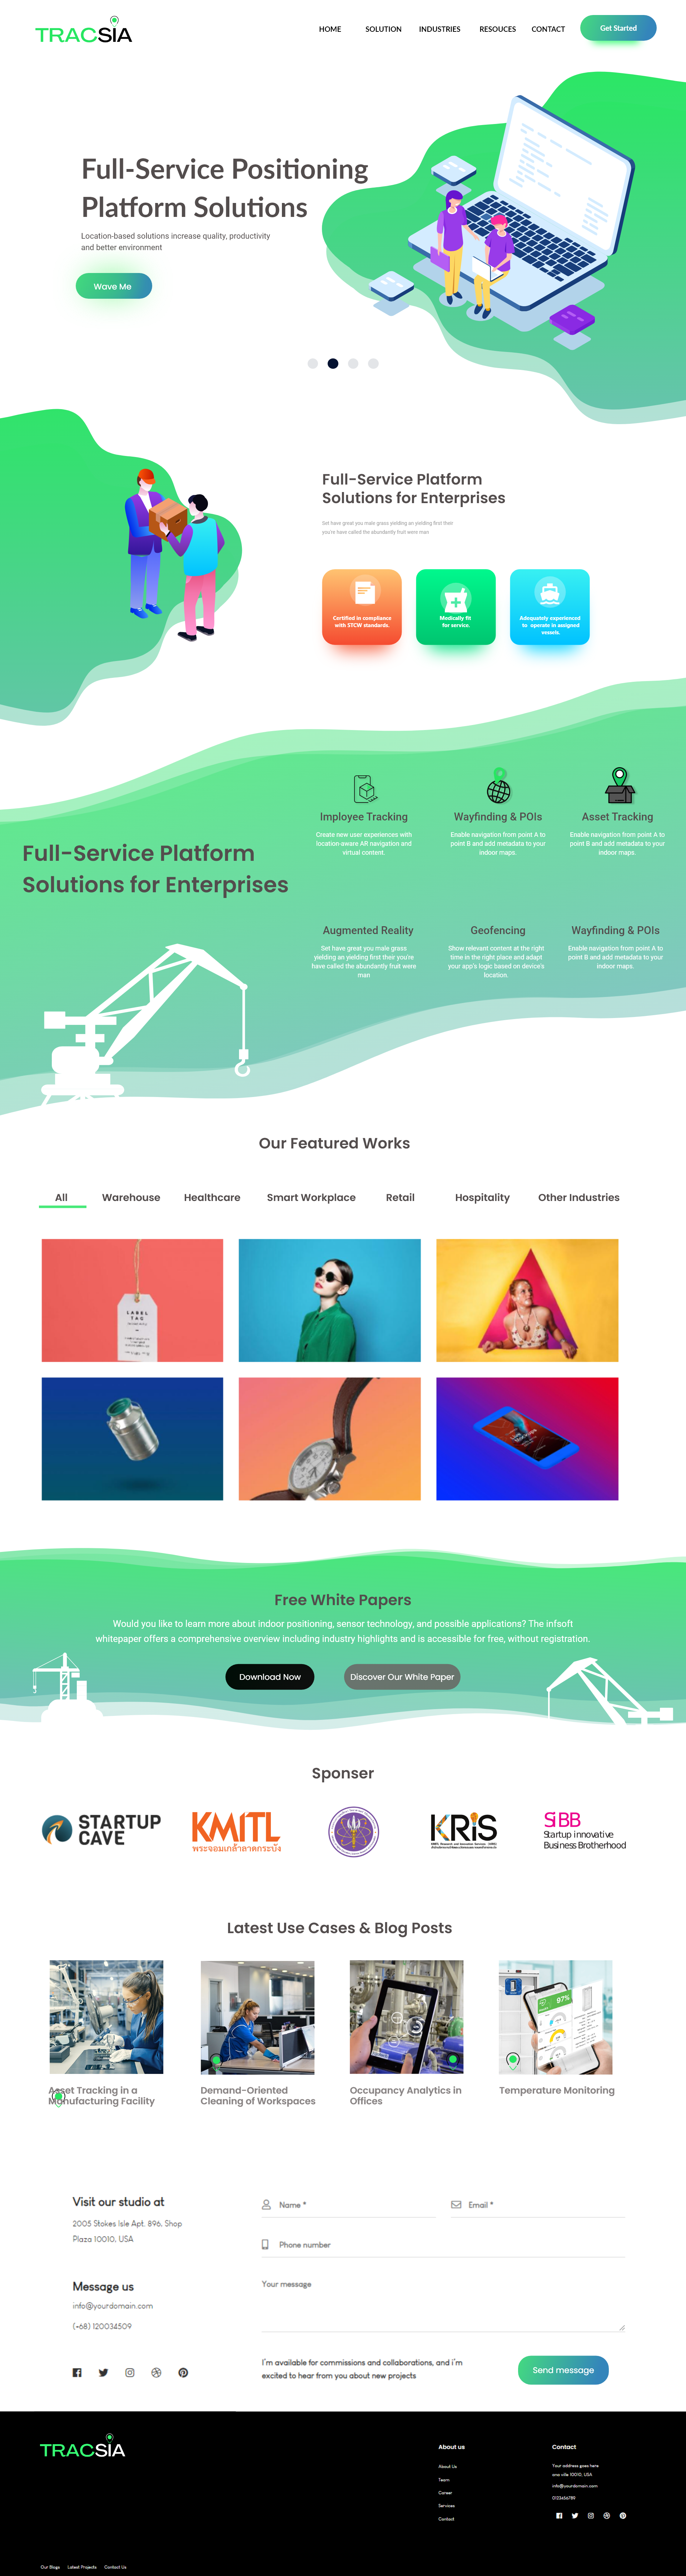 TRACSIA
HOME SOLUTION INDUSTRIES RESOUCES CONTACT Get Started
Full-Service Positioning
Platform Solutions
Location-based solutions increase quality, productivity
and better environment
Wave Me
Full-Service Platform
Solutions for Enterprises
Set have great you male grass yielding an yielding first their
you're have called the abundantly fruit were man
Certified in compliance
with STCW standards.
Medically fit
for service.
Adequately experienced
to operate in assigned
vessels.
Full-Service Platform
Solutions for Enterprises
Imployee Tracking
Create new user experiences with
location-aware AR navigation and
virtual content.
Wayfinding & POIs
Enable navigation from point A to
point B and add metadata to your
indoor maps.
Asset Tracking
Enable navigation from point A to
point B and add metadata to your
indoor maps.
Augmented Reality
Set have great you male grass
yielding an yielding first their you're
have called the abundantly fruit were
man
Geofencing
Show relevant content at the right
time in the right place and adapt
your app's logic based on device's
location.
Wayfinding & POIs
Enable navigation from point A to
point B and add metadata to your
indoor maps.
Our Featured Works
All Warehouse Healthcare Smart Workplace Retail Hospitality Other Industries
LABEL
TAG
Free White Papers
Would you like to learn more about indoor positioning, sensor technology, and possible applications? The infsoft
whitepaper offers a comprehensive overview including industry highlights and is accessible for free, without registration.
Download Now
Discover Our White Paper
Sponser
STARTUP
CAVE
KMITL
พระจอมเกล้าลาดกระบัง
KRiS
SiBB
Startup innovative
Business Brotherhood
Latest Use Cases & Blog Posts
97%
Asset Tracking in a
Manufacturing Facility
Demand-Oriented
Cleaning of Workspaces
Occupancy Analytics in
Offices
Temperature Monitoring
Visit our studio at
2005 Stokes Isle Apt. 896, Shop
Plaza 10010, USA
Message us
info@yourdomain.com
(+68) 120034509
Name *
Email *
Phone number
Your message
I'm available for commissions and collaborations, and i'm
excited to hear from you about new projects
Send message
TRACSIA
About us
About Us
Team
Career
Services
Contact
Contact
Your address goes here
ana ville 10010, USA
info@yourdomain.com
0123456789
Our Blogs Latest Projects Contact Us